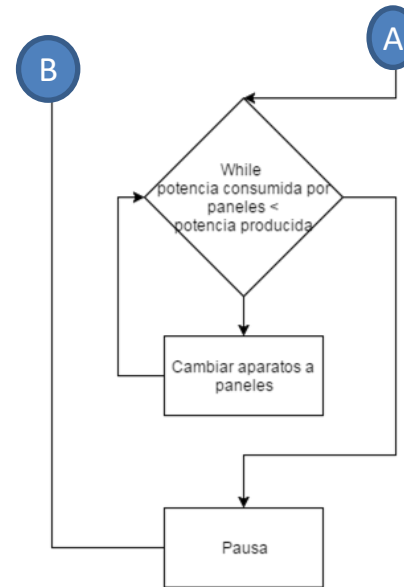 A
B
While
potencia consumida por
paneles <
potencia producida
Cambiar aparatos a
paneles
Pausa